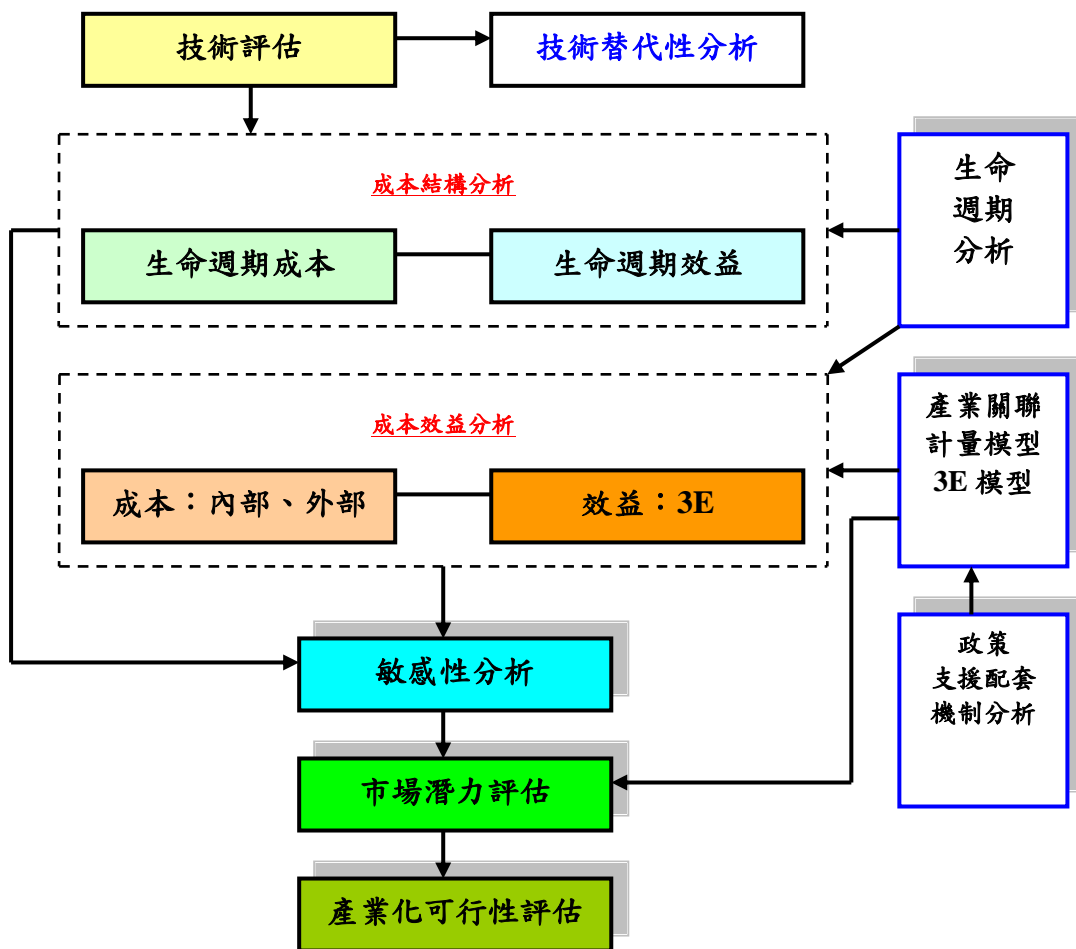 技術評估
技術替代性分析
成本結構分析
生命週期成本
生命週期效益
生命
週期
分析
成本效益分析
成本：內部、外部
效益：3E
產業關聯
計量模型
3E 模型
敏感性分析
政策
支援配套
機制分析
市場潛力評估
產業化可行性評估